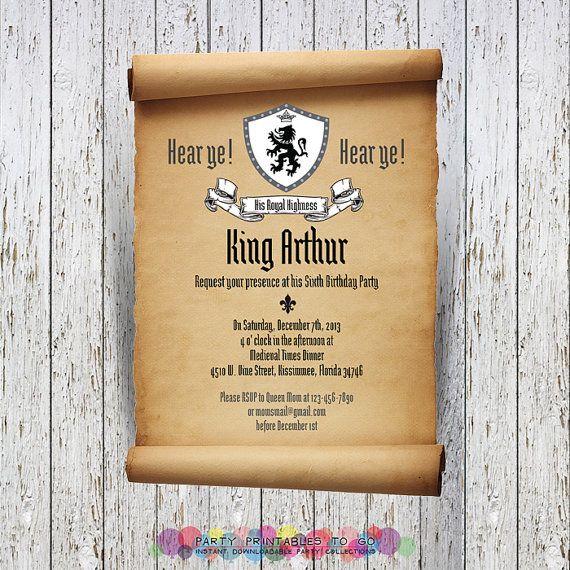 Hear ye! Hear ye!
His Royal Highness
King Arthur
Request your presence at his Sixth Birthday Party
On Saturday, December 7th, 2013
4 o' clock in the afternoon at
Medieval Times Dinner
4510 W. Vine Street, Kissimmee, Florida 34746
Please RSVP to Queen Mom at 123-456-7890
or momsmail@gmail.com
before December 1st
PARTY PRINTABLES TO GO
INSTANT DOWNLOADABLE PARTY COLLECTIONS